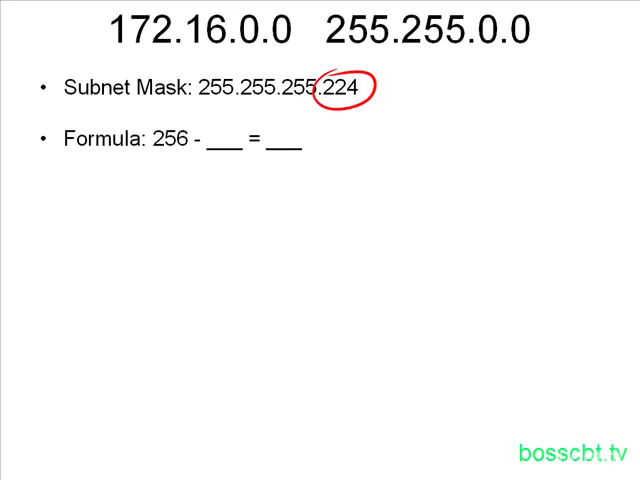 172.16.0.0 255.255.0.0
• Subnet Mask: 255.255.255.224
• Formula: 256 - ___ = ___
bosscbt.tv